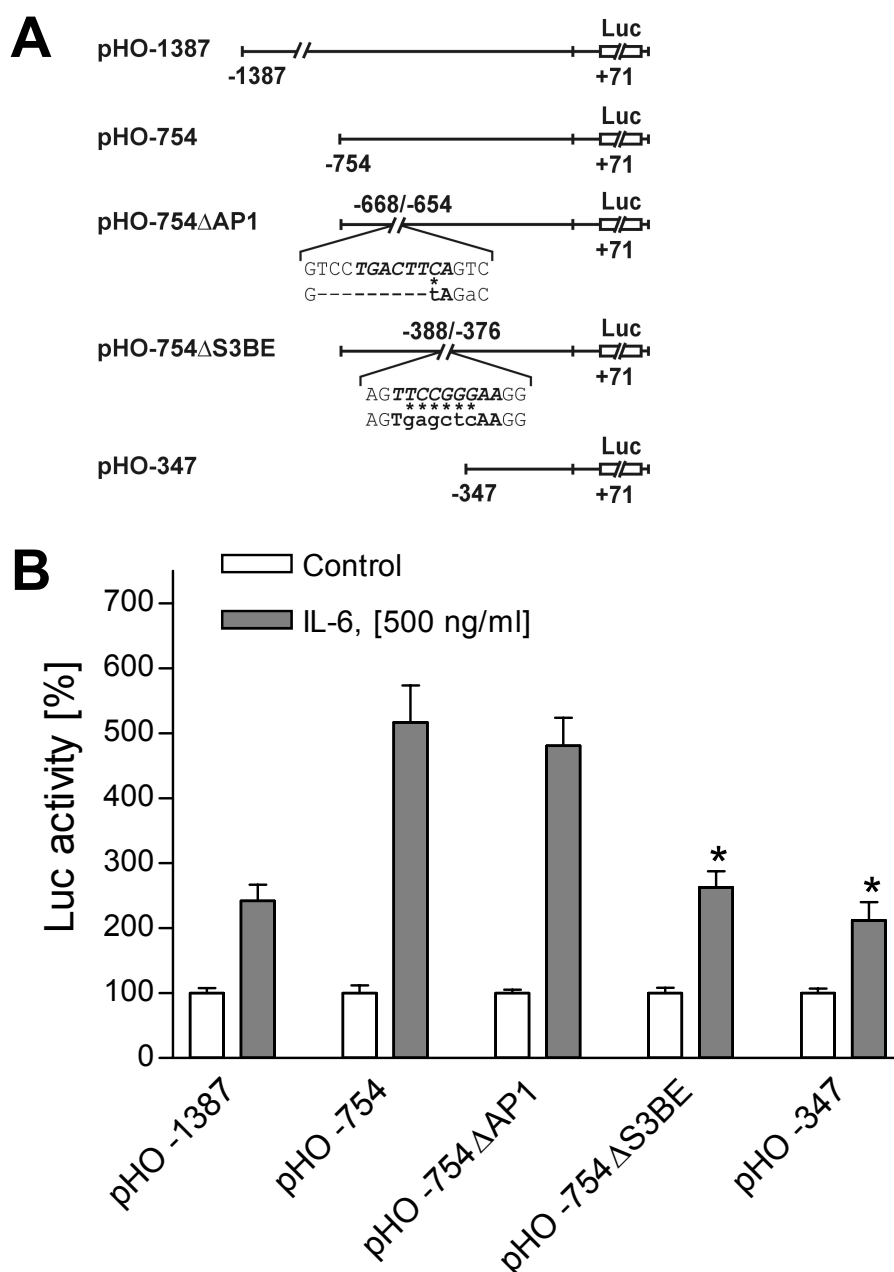 A
pHO-1387
Luc
-1387
+71
pHO-754
Luc
-754
+71
pHO-754ΔAP1
-668/-654
Luc
+71
GTCCTGACTTCAGTC
*
G----------tAGaC
pHO-754ΔS3BE
-388/-376
Luc
+71
AGTTCCGGGAAGG
******
AGTgagctcAAGG
pHO-347
Luc
-347
+71
B
Control
IL-6, [500 ng/ml]
Luc activity [%]
700
600
500
400
300
200
100
0
*
*
pHO -1387
pHO -754
pHO -754ΔAP1
pHO -754ΔS3BE
pHO -347